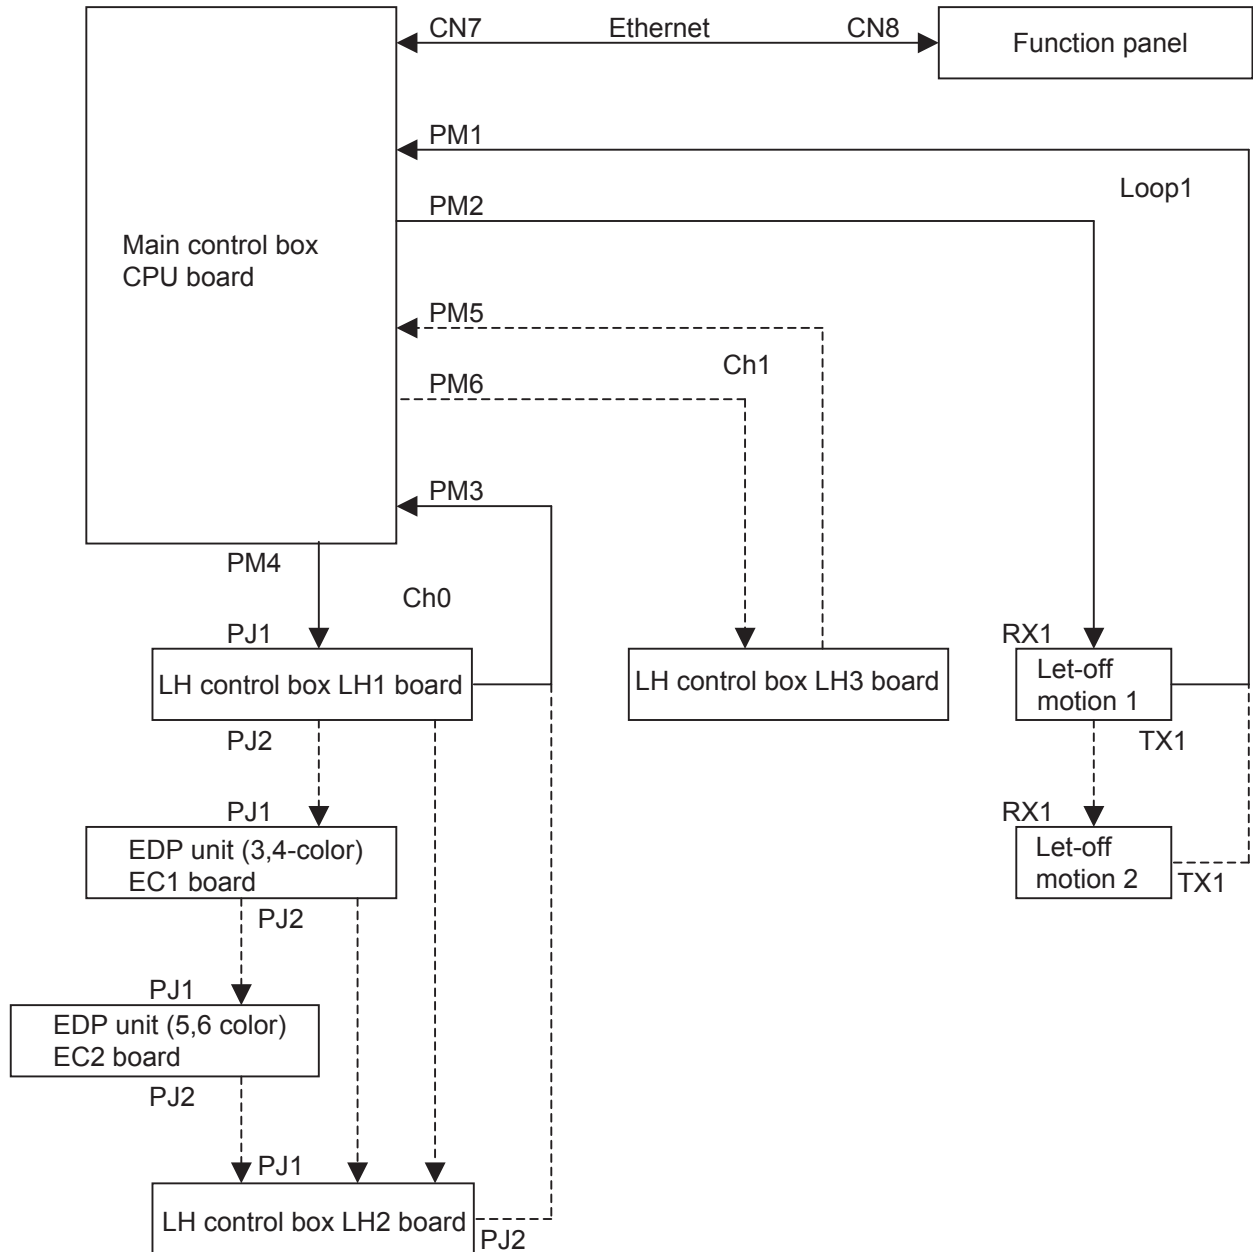 CN7 Ethernet CN8
Function panel
PM1
Loop1
PM2
Main control box
CPU board
PM5
Ch1
PM6
PM3
PM4
Ch0
PJ1
LH control box LH1 board
LH control box LH3 board
RX1
Let-off
motion 1
TX1
PJ2
PJ1
EDP unit (3,4-color)
EC1 board
RX1
Let-off
motion 2
TX1
PJ2
PJ1
EDP unit (5,6 color)
EC2 board
PJ2
PJ1
LH control box LH2 board
PJ2